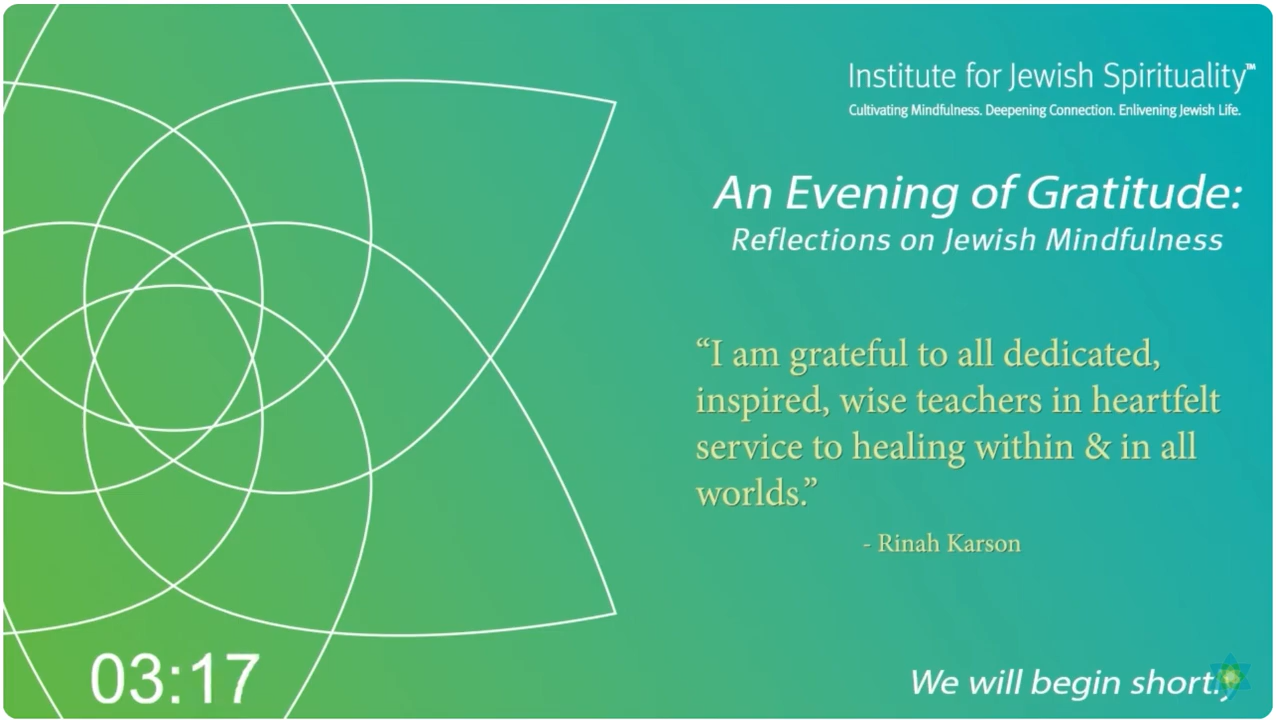 Institute for Jewish Spirituality™
Cultivating Mindfulness. Deepening Connection. Enlivening Jewish Life.
An Evening of Gratitude:
Reflections on Jewish Mindfulness
“I am grateful to all dedicated,
inspired, wise teachers in heartfelt
service to healing within & in all
worlds.”
- Rinah Karson
03:17
We will begin shortly